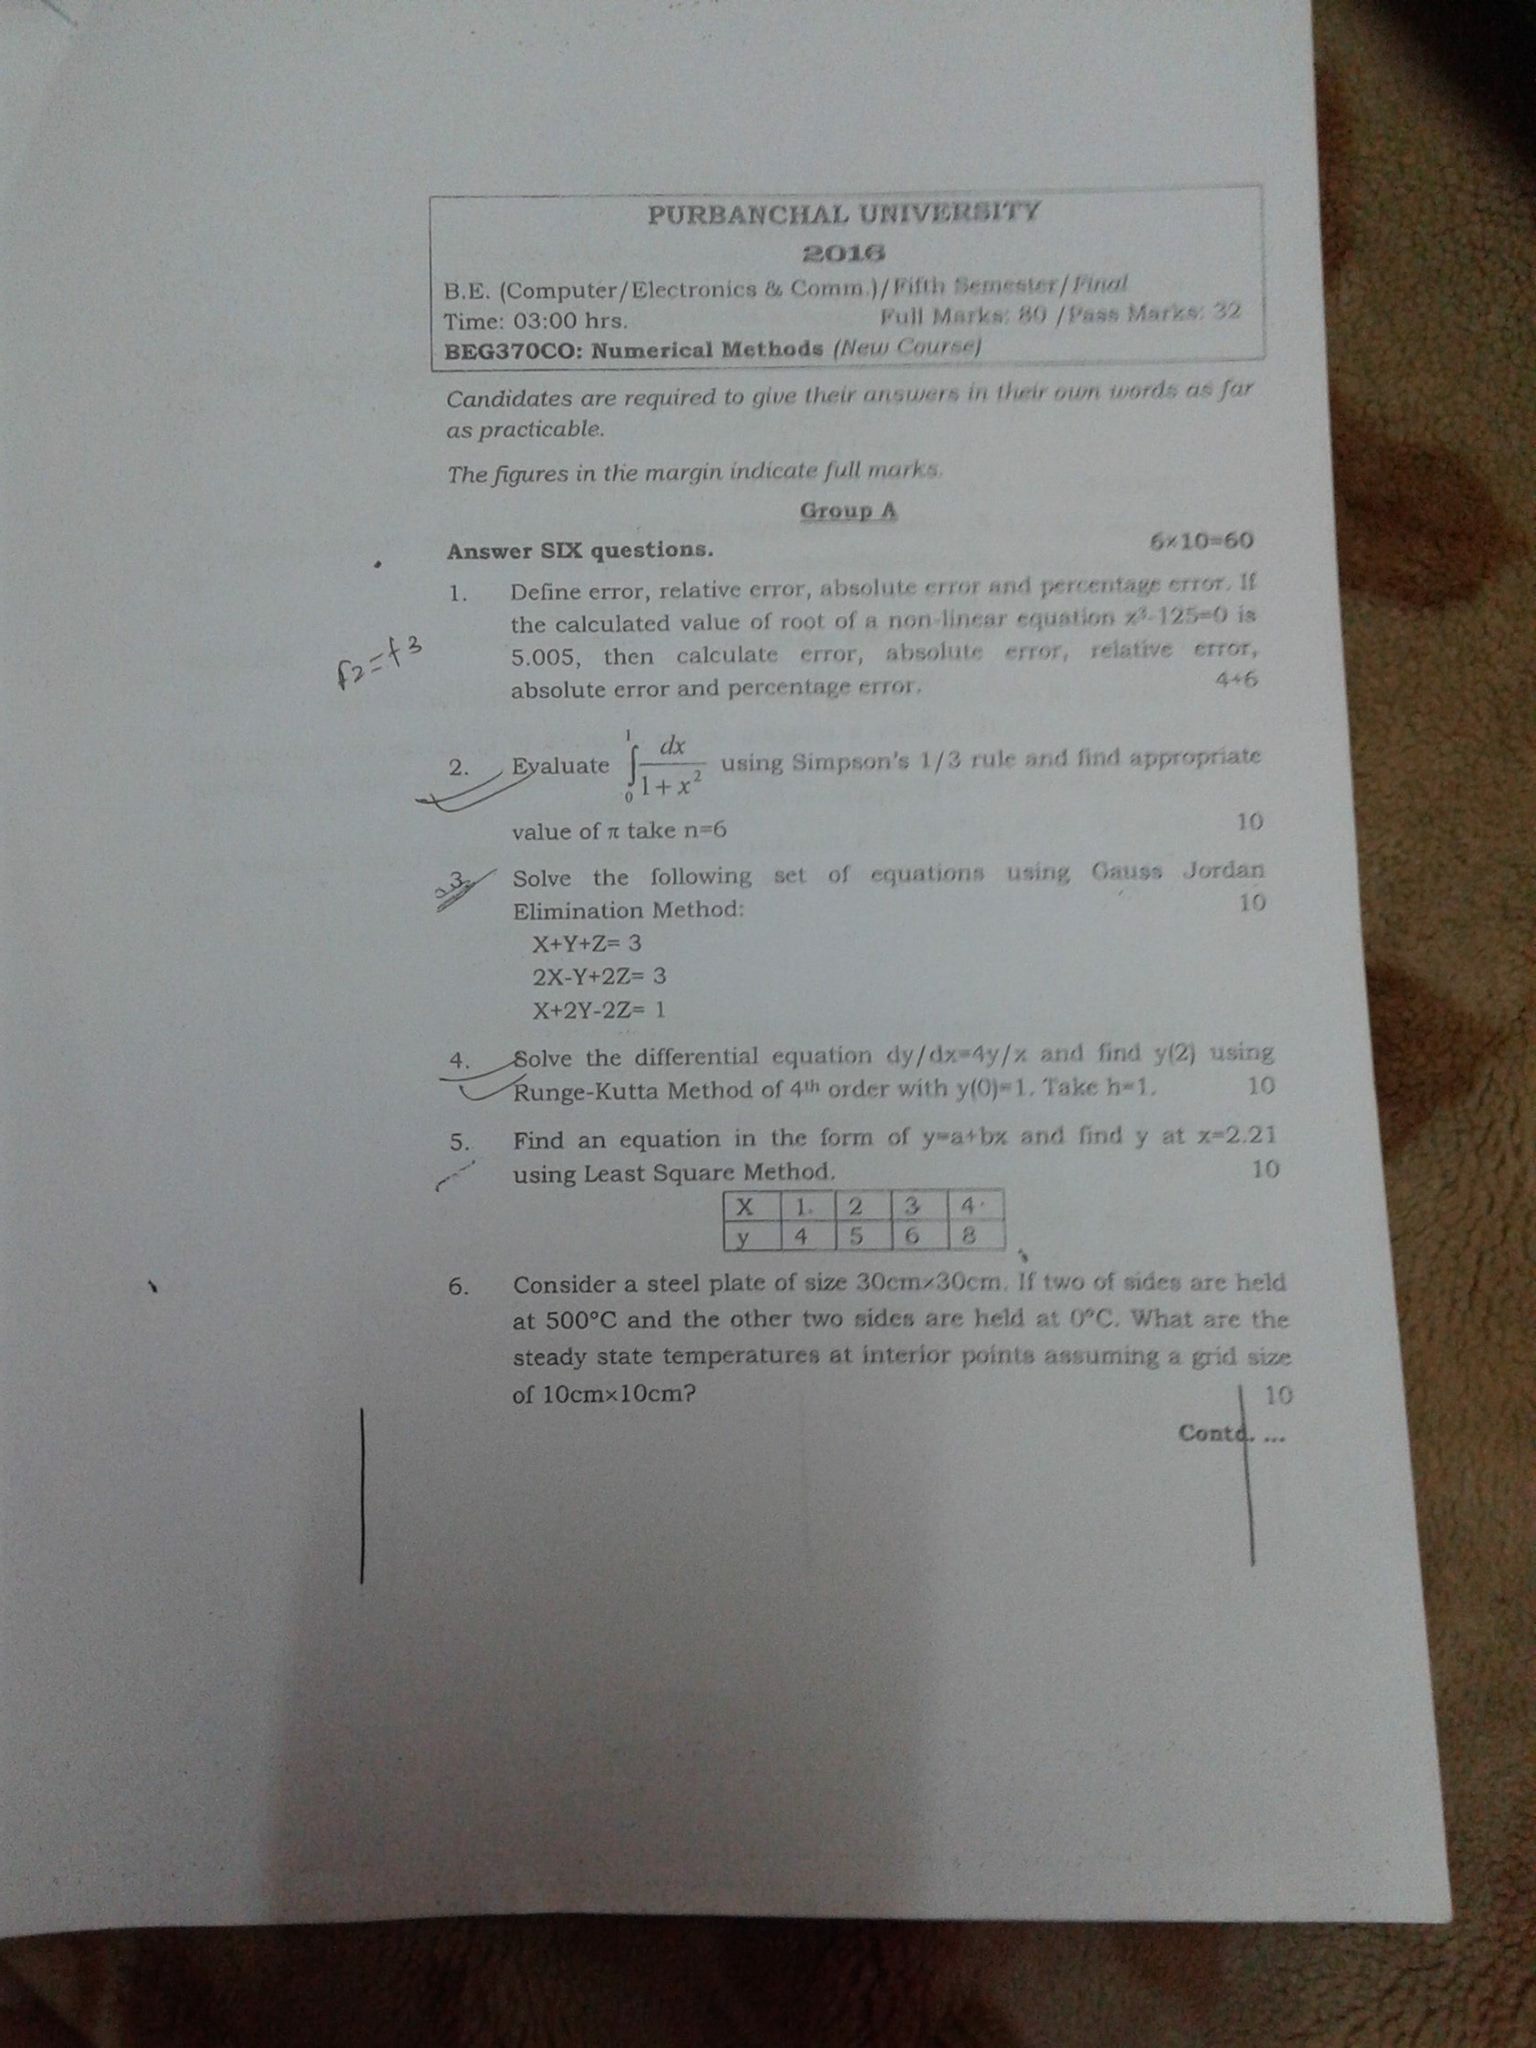 PURBANCHAL UNIVERSITY
2016
B.E. (Computer/Electronics & Comm.)/Fifth Semester/Final
Time: 03:00 hrs. Full Marks: 80 /Pass Marks: 32
BEG370CO: Numerical Methods (New Course)
Candidates are required to give their answers in their own words as far
as practicable.
The figures in the margin indicate full marks.
Group A
Answer SIX questions. 6×10=60
1. Define error, relative error, absolute error and percentage error. If
the calculated value of root of a non-linear equation x³-125=0 is
5.005, then calculate error, absolute error, relative error,
absolute error and percentage error. 4+6
2. Evaluate ∫₀¹ dx/(1+x²) using Simpson's 1/3 rule and find appropriate
value of π take n=6 10
3. Solve the following set of equations using Gauss Jordan
Elimination Method: 10
X+Y+Z= 3
2X-Y+2Z= 3
X+2Y-2Z= 1
4. Solve the differential equation dy/dx=4y/x and find y(2) using
Runge-Kutta Method of 4th order with y(0)=1. Take h=1. 10
5. Find an equation in the form of y=a+bx and find y at x=2.21
using Least Square Method. 10
X 1 2 3 4
y 4 5 6 8
6. Consider a steel plate of size 30cm×30cm. If two of sides are held
at 500°C and the other two sides are held at 0°C. What are the
steady state temperatures at interior points assuming a grid size
of 10cm×10cm? 10
Contd. ...